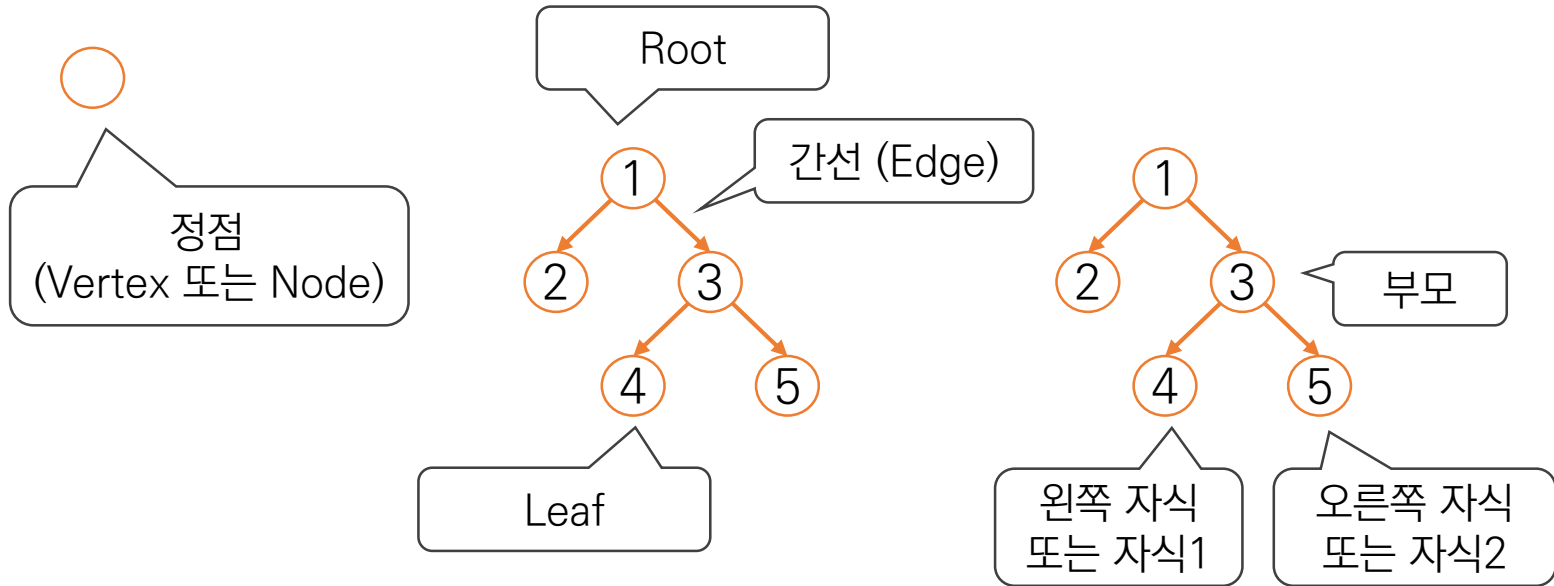 Root
정점
(Vertex 또는 Node)
간선 (Edge)
1
2
3
4
5
Leaf
1
2
3
부모
4
5
왼쪽 자식
또는 자식1
오른쪽 자식
또는 자식2